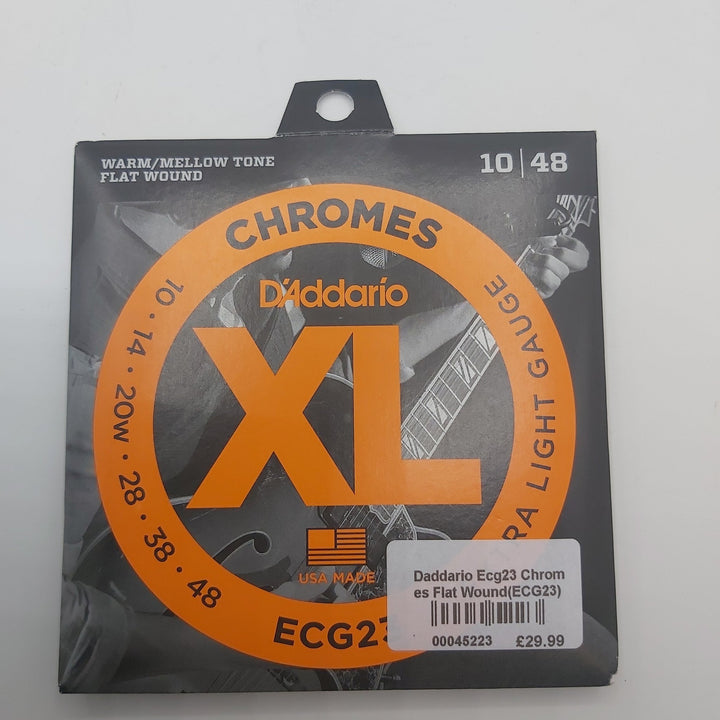 WARM/MELLOW TONE
FLAT WOUND
10 | 48
CHROMES
D'Addario
XL
10 • 14 • 20w • 28 • 38 • 48
RA LIGHT GAUGE
USA MADE
ECG23
Daddario Ecg23 Chrom
es Flat Wound(ECG23)
00045223 £29.99